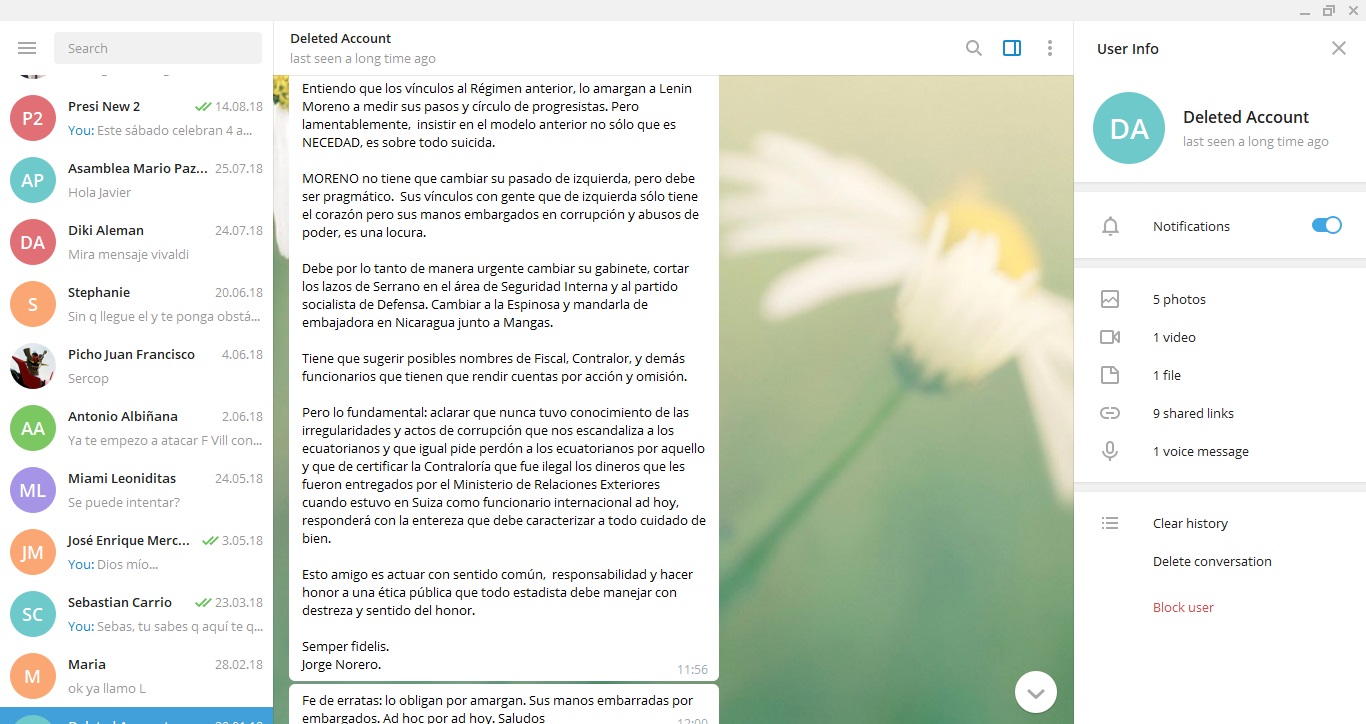 Search
Presi New 2
14.08.18
You: Este sábado celebran 4 a...
Asamblea Mario Paz...
25.07.18
Hola Javier
Diki Aleman
24.07.18
Mira mensaje vivaldi
Stephanie
20.06.18
Sin q llegue el y te ponga obstá...
Picho Juan Francisco
4.06.18
Sercop
Antonio Albiñana
2.06.18
Ya te empezo a atacar F Vill con...
Miami Leoniditas
24.05.18
Se puede intentar?
José Enrique Merc...
3.05.18
You: Dios mío...
Sebastian Carrio
23.03.18
You: Sebas, tu sabes q aquí te q...
Maria
28.02.18
ok ya llamo L
P2
AP
DA
S
AA
ML
JM
SC
M
Deleted Account
last seen a long time ago
Entiendo que los vínculos al Régimen anterior, lo amargan a Lenin
Moreno a medir sus pasos y círculo de progresistas. Pero
lamentablemente,  insistir en el modelo anterior no sólo que es
NECEDAD, es sobre todo suicida.
MORENO no tiene que cambiar su pasado de izquierda, pero debe
ser pragmático.  Sus vínculos con gente que de izquierda sólo tiene
el corazón pero sus manos embargados en corrupción y abusos de
poder, es una locura.
Debe por lo tanto de manera urgente cambiar su gabinete, cortar
los lazos de Serrano en el área de Seguridad Interna y al partido
socialista de Defensa. Cambiar a la Espinosa y mandarla de
embajadora en Nicaragua junto a Mangas.
Tiene que sugerir posibles nombres de Fiscal, Contralor, y demás
funcionarios que tienen que rendir cuentas por acción y omisión.
Pero lo fundamental: aclarar que nunca tuvo conocimiento de las
irregularidades y actos de corrupción que nos escandaliza a los
ecuatorianos y que igual pide perdón a los ecuatorianos por aquello
y que de certificar la Contraloría que fue ilegal los dineros que les
fueron entregados por el Ministerio de Relaciones Exteriores
cuando estuvo en Suiza como funcionario internacional ad hoy,
responderá con la entereza que debe caracterizar a todo cuidado de
bien.
Esto amigo es actuar con sentido común,  responsabilidad y hacer
honor a una ética pública que todo estadista debe manejar con
destreza y sentido del honor.
Semper fidelis.
Jorge Norero.
11:56
Fe de erratas: lo obligan por amargan. Sus manos embarradas por
embargados. Ad hoc por ad hoy. Saludos
12:00
User Info
DA
Deleted Account
last seen a long time ago
Notifications
5 photos
1 video
1 file
9 shared links
1 voice message
Clear history
Delete conversation
Block user